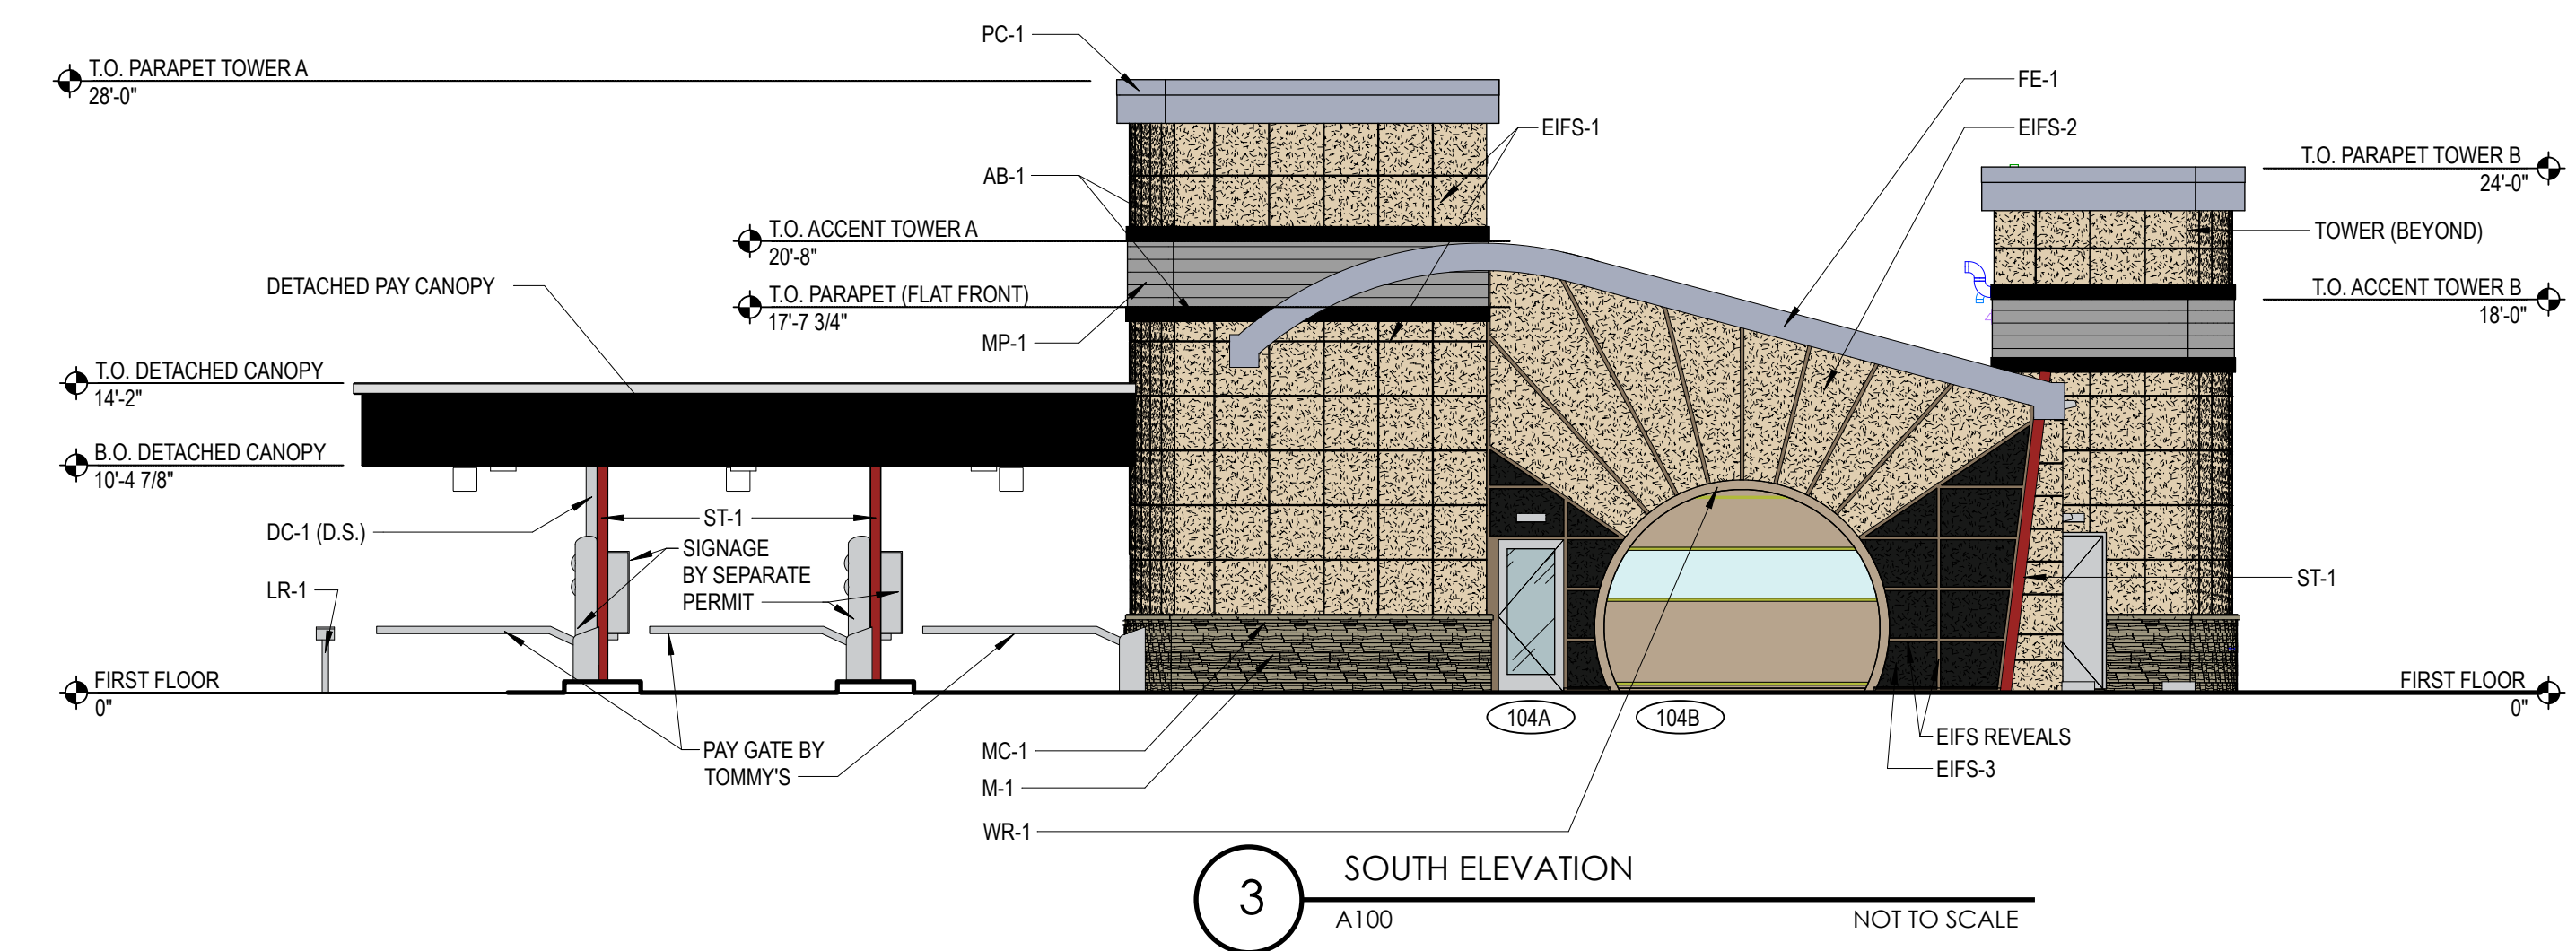 PC-1
T.O. PARAPET TOWER A
28'-0"
FE-1
EIFS-1
EIFS-2
T.O. PARAPET TOWER B
24'-0"
AB-1
T.O. ACCENT TOWER A
20'-8"
TOWER (BEYOND)
DETACHED PAY CANOPY
T.O. PARAPET (FLAT FRONT)
17'-7 3/4"
T.O. ACCENT TOWER B
18'-0"
MP-1
T.O. DETACHED CANOPY
14'-2"
B.O. DETACHED CANOPY
10'-4 7/8"
ST-1
DC-1 (D.S.)
SIGNAGE
BY SEPARATE
PERMIT
LR-1
ST-1
FIRST FLOOR
0"
FIRST FLOOR
0"
104A
104B
PAY GATE BY
TOMMY'S
MC-1
M-1
WR-1
EIFS REVEALS
EIFS-3
3
SOUTH ELEVATION
A100
NOT TO SCALE